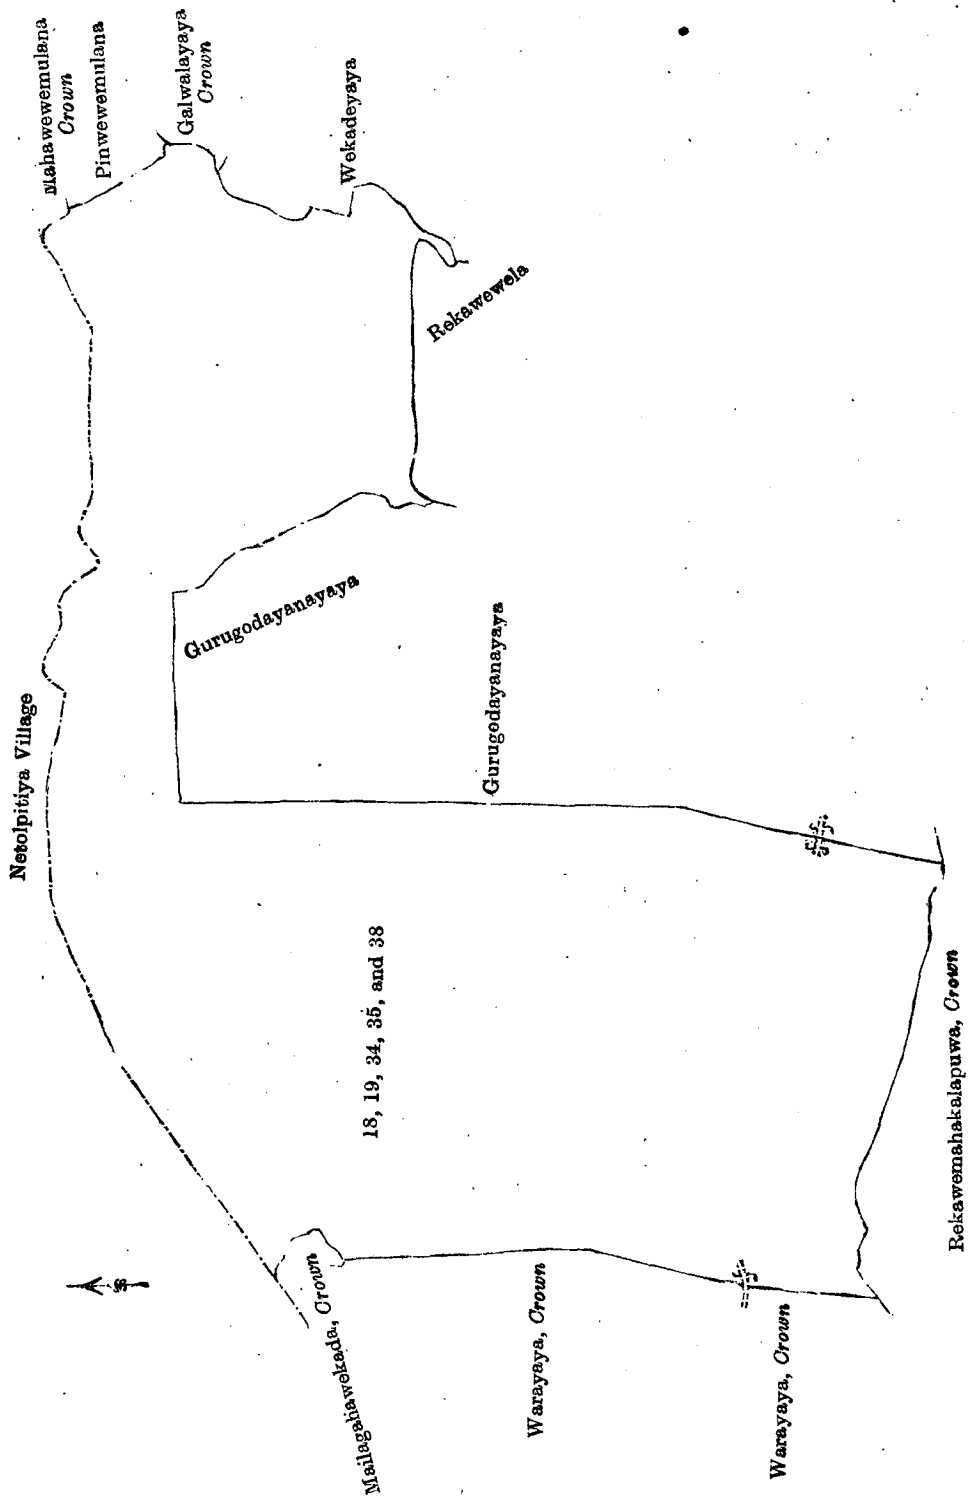 Netolpitiya Village
Mahawewemulana
Crown
Pinwewemulana
Galwalayaya
Crown
Wekadeyaya
Rekawewela
Gurugodayanayaya
Gurugodayanayaya
18, 19, 34, 35, and 38
Mailagahawekada, Crown
Warayaya, Crown
Warayaya, Crown
Rekawemahakalapuwa, Crown